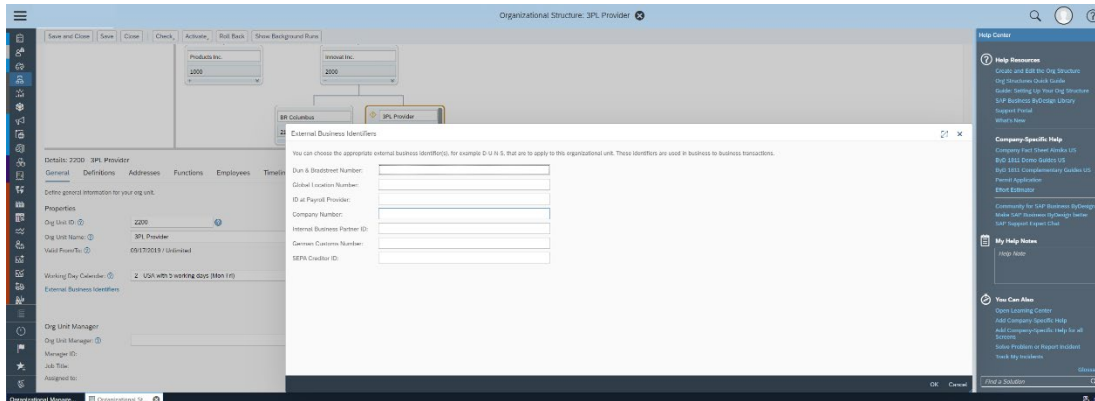 Organizational Structure: 3PL Provider
Save and Close
Save
Close
Check
Activate
Roll Back
Show Background Runs
Products Inc.
1000
Innovat Inc.
2000
BR Columbus
3PL Provider
Details: 2200 - 3PL Provider
General
Definitions
Addresses
Functions
Employees
Define general information for your org unit.
Properties
Org Unit ID:
2200
Org Unit Name:
3PL Provider
Valid From/To:
09/17/2019 / Unlimited
Working Day Calendar:
2 - USA with 5 working days (Mon-Fri)
External Business Identifiers
Org Unit Manager
Org Unit Manager:
Manager ID:
Job Title:
Assigned to:
External Business Identifiers
You can choose the appropriate external business identifier(s), for example D-U-N-S, that are to apply to this organizational unit. These identifiers are used in business to business transactions.
Dun & Bradstreet Number:
Global Location Number:
ID at Payroll Provider:
Company Number:
Internal Business Partner ID:
German Customs Number:
SEPA Creditor ID:
OK
Cancel
Help Center
Help Resources
Create and Edit the Org Structure
Org Structures Quick Guide
Guide: Setting Up Your Org Structure
SAP Business ByDesign Library
Support Portal
What's New
Company-Specific Help
Company Fact Sheet Almika US
ByD 1811 Demo Guides US
ByD 1811 Complementary Guides US
Parrot Application
Effort Estimator
Community for SAP Business ByDesign
Make SAP Business ByDesign better
SAP Support Expert Chat
My Help Notes
Help Note
You Can Also
Open Learning Center
Add Company-Specific Help
Add Company-Specific Help for all
Screens
Solve Problem or Report Incident
Track My Incidents
Find a Solution
Organizational Manage...
Organizational St...